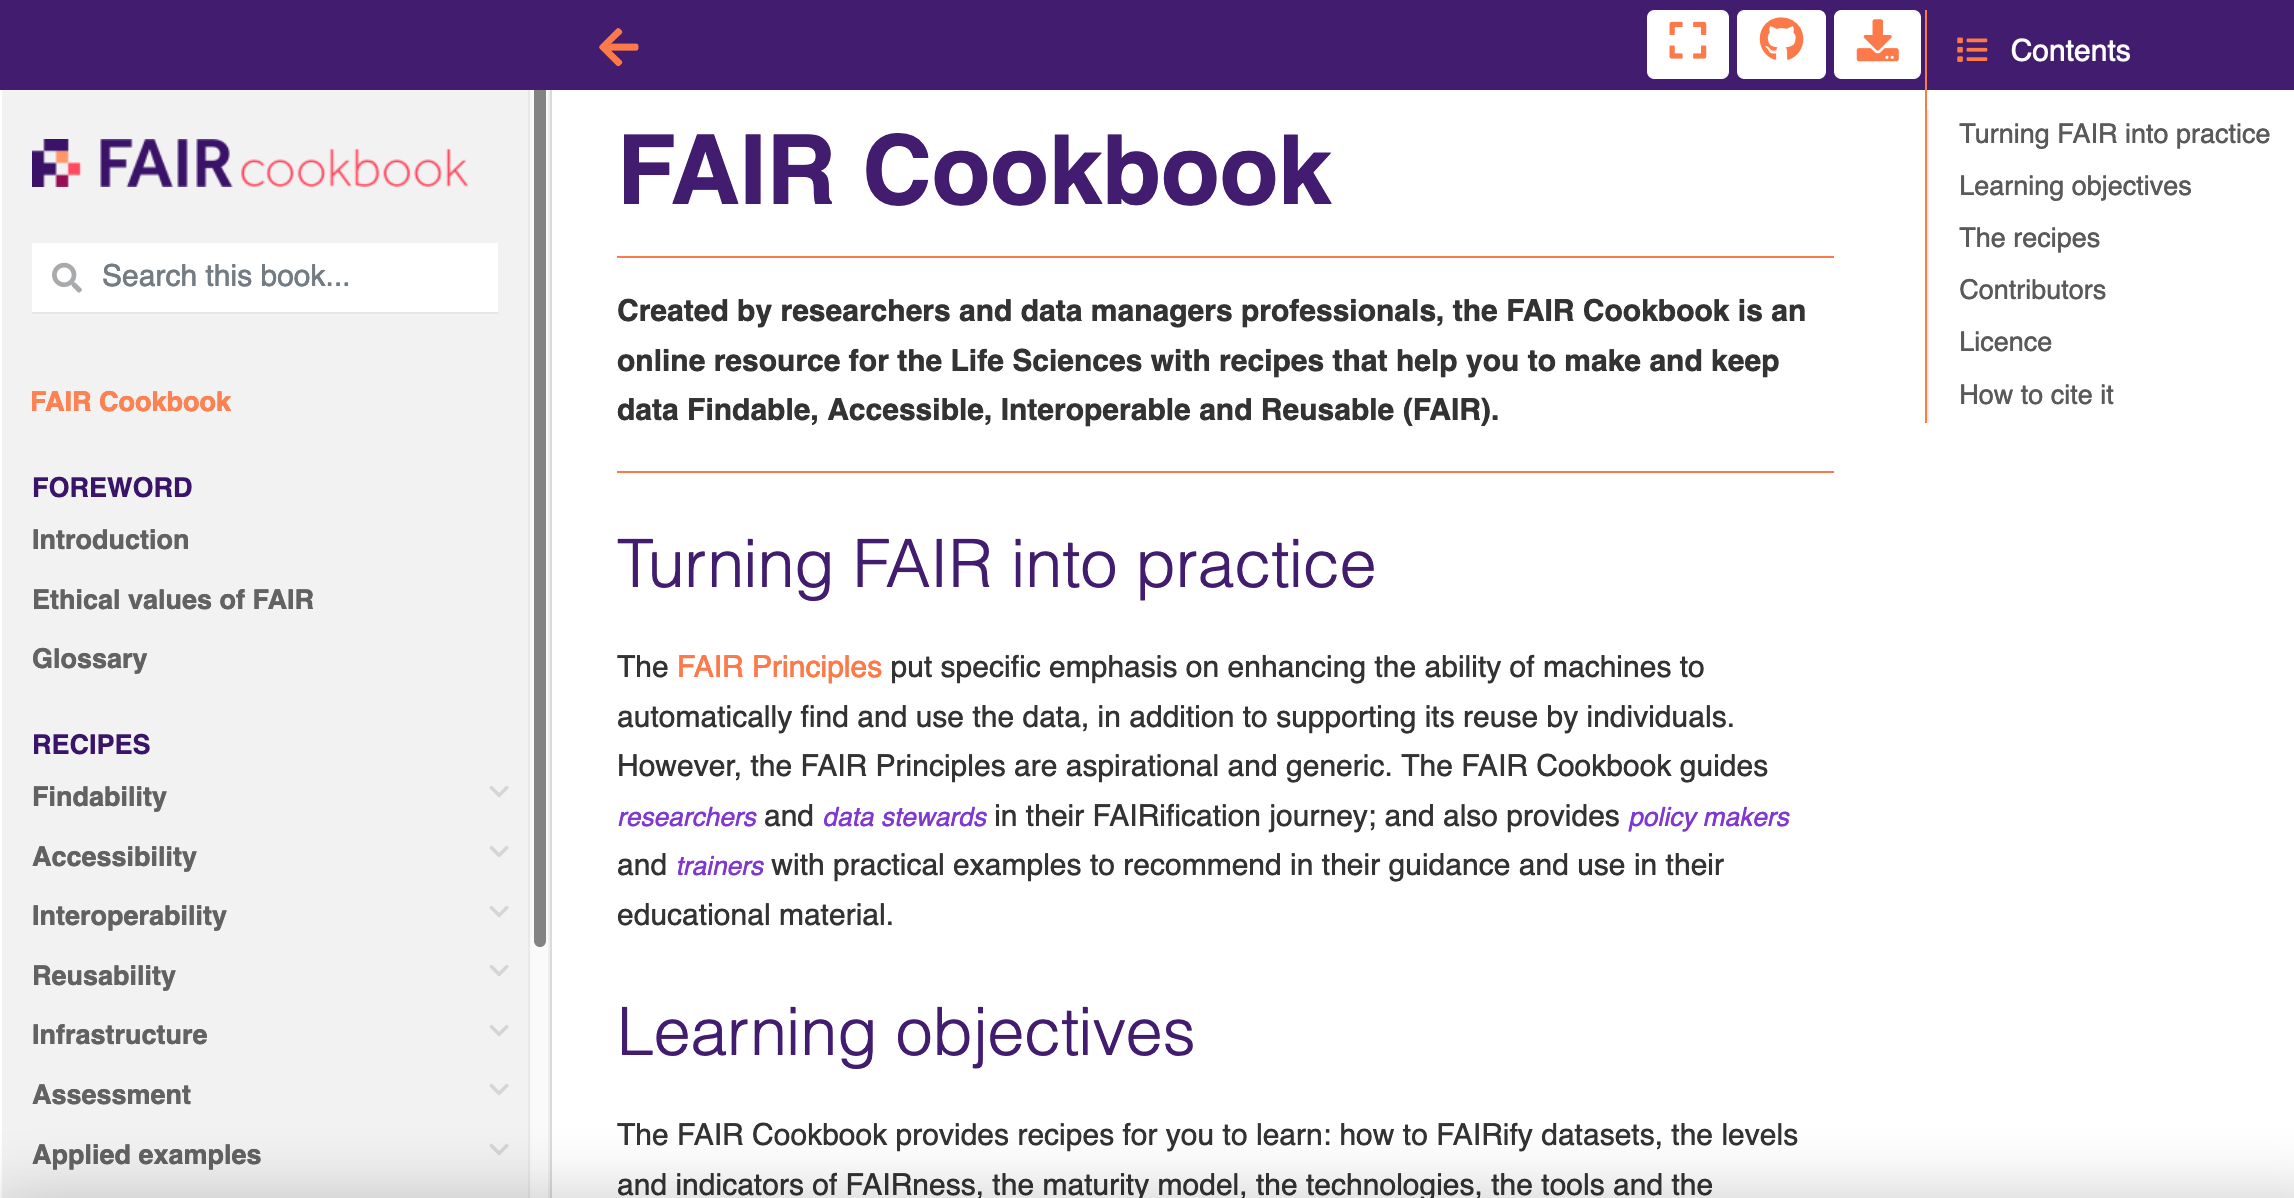 Contents
FAIR cookbook
Search this book...
FAIR Cookbook
FOREWORD
Introduction
Ethical values of FAIR
Glossary
RECIPES
Findability
Accessibility
Interoperability
Reusability
Infrastructure
Assessment
Applied examples
FAIR Cookbook
Created by researchers and data managers professionals, the FAIR Cookbook is an
online resource for the Life Sciences with recipes that help you to make and keep
data Findable, Accessible, Interoperable and Reusable (FAIR).
Turning FAIR into practice
The FAIR Principles put specific emphasis on enhancing the ability of machines to
automatically find and use the data, in addition to supporting its reuse by individuals.
However, the FAIR Principles are aspirational and generic. The FAIR Cookbook guides
researchers and data stewards in their FAIRification journey; and also provides policy makers
and trainers with practical examples to recommend in their guidance and use in their
educational material.
Learning objectives
The FAIR Cookbook provides recipes for you to learn: how to FAIRify datasets, the levels
and indicators of FAIRness, the maturity model, the technologies, the tools and the
Turning FAIR into practice
Learning objectives
The recipes
Contributors
Licence
How to cite it